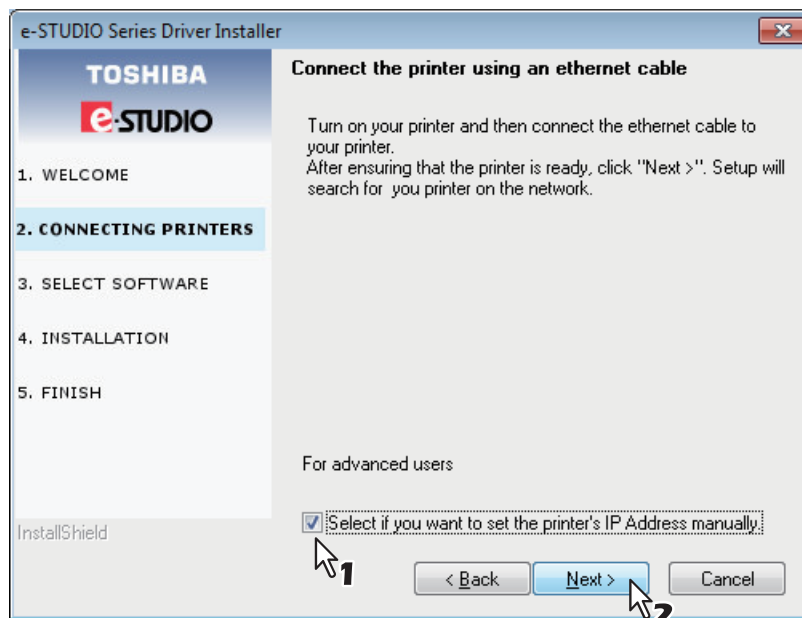 e-STUDIO Series Driver Installer
TOSHIBA
e-STUDIO
1. WELCOME
2. CONNECTING PRINTERS
3. SELECT SOFTWARE
4. INSTALLATION
5. FINISH
InstallShield
Connect the printer using an ethernet cable
Turn on your printer and then connect the ethernet cable to
your printer.
After ensuring that the printer is ready, click "Next >". Setup will
search for you printer on the network.
For advanced users
Select if you want to set the printer's IP Address manually.
1
< Back
Next >
Cancel
2